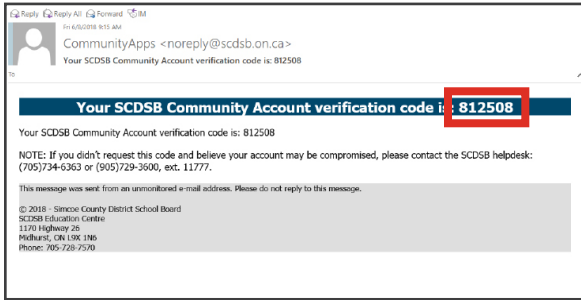 Reply Reply All Forward IM
Fri 6/8/2018 9:15 AM
CommunityApps <noreply@scdsb.on.ca>
Your SCDSB Community Account verification code is: 812508
To
Your SCDSB Community Account verification code is: 812508
Your SCDSB Community Account verification code is: 812508
NOTE: If you didn't request this code and believe your account may be compromised, please contact the SCDSB helpdesk:
(705)734-6363 or (905)729-3600, ext. 11777.
This message was sent from an unmonitored e-mail address. Please do not reply to this message.
© 2018 - Simcoe County District School Board
SCDSB Education Centre
1170 Highway 26
Midhurst, ON L9X 1N6
Phone: 705-728-7570